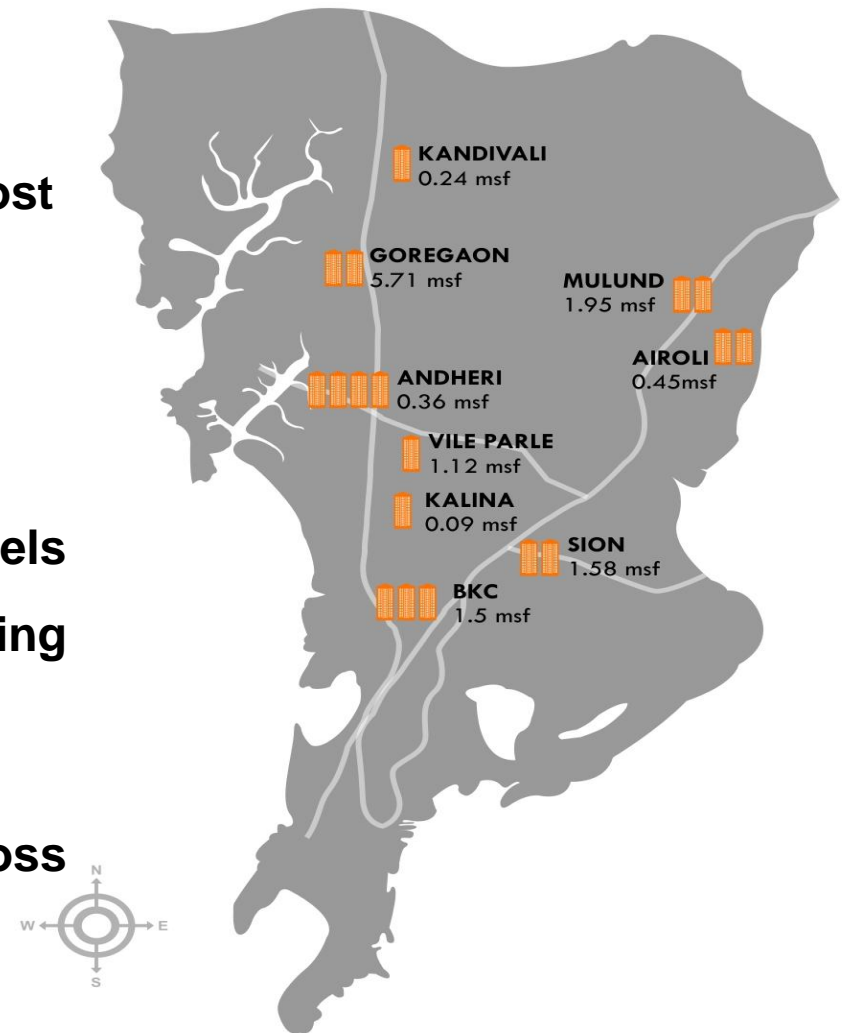 ost
els
ing
oss
KANDIVALI
0.24 msf
GOREGAON
5.71 msf
MULUND
1.95 msf
AIROLI
0.45msf
ANDHERI
0.36 msf
VILE PARLE
1.12 msf
KALINA
0.09 msf
SION
1.58 msf
BKC
1.5 msf
N
W E
S